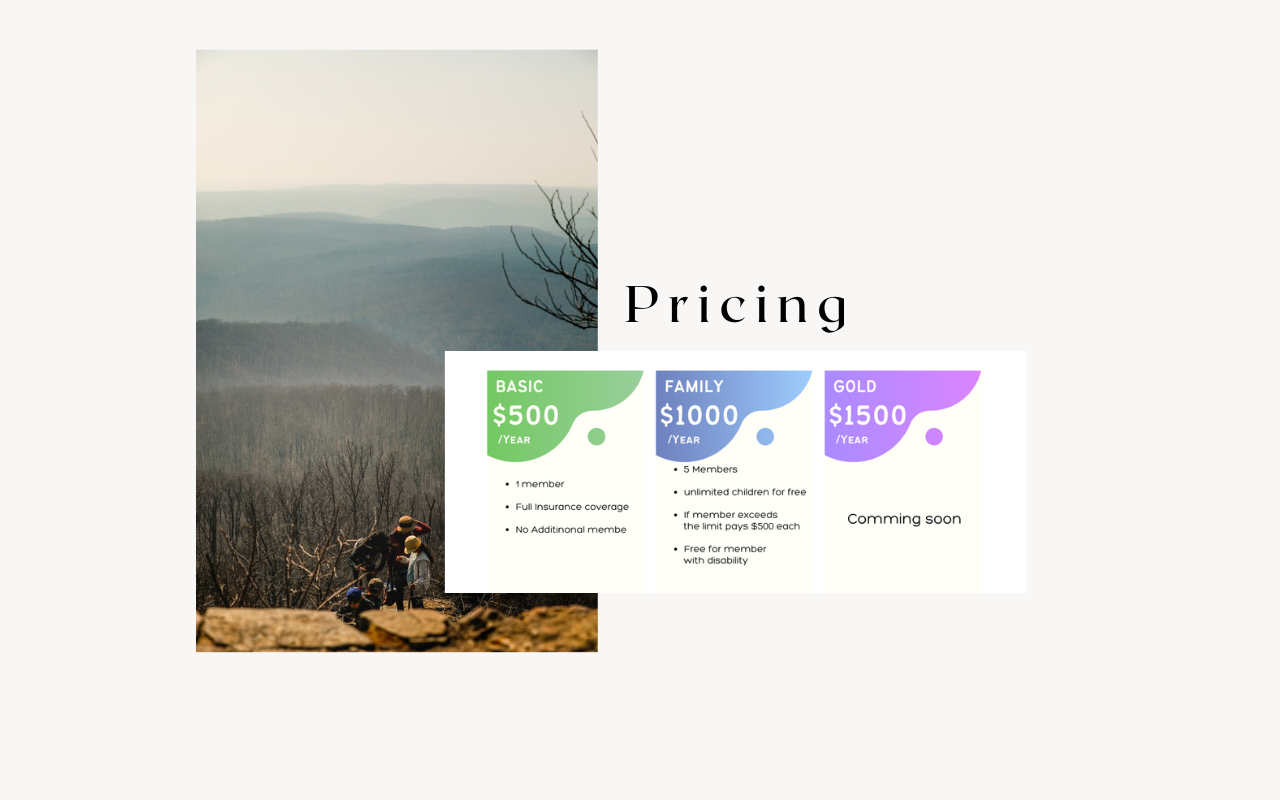 Pricing
BASIC
$500
/YEAR
• 1 member
• Full Insurance coverage
• No Additinonal membe
FAMILY
$1000
/YEAR
• 5 Members
• unlimited children for free
• If member exceeds
the limit pays $500 each
• Free for member
with disability
GOLD
$1500
/YEAR
Comming soon